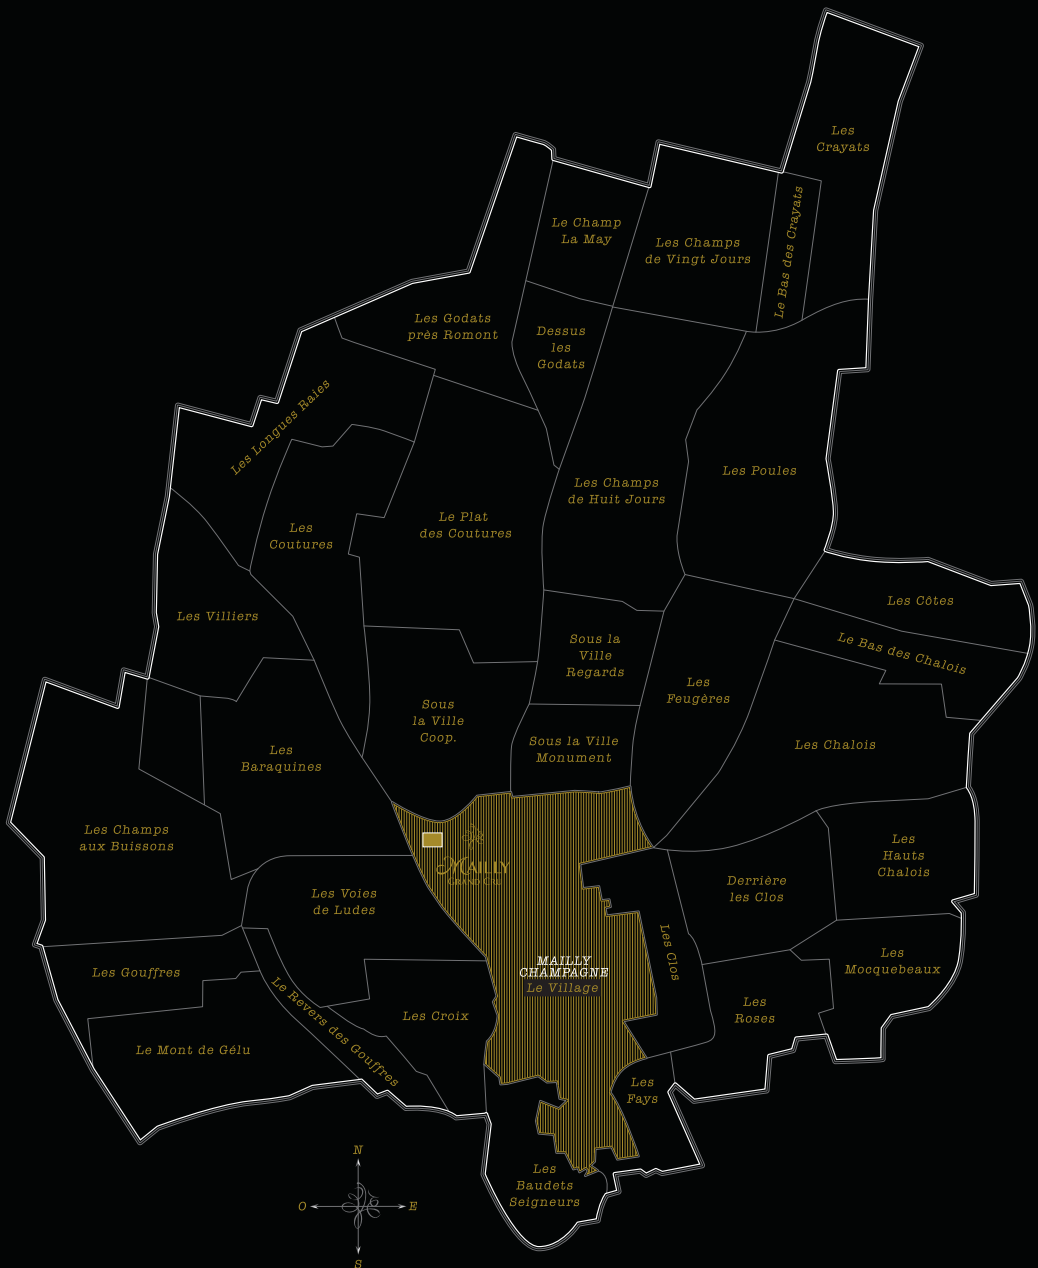 Les
Crayats
Le Champ
La May
Les Champs
de Vingt Jours
Le Bas des Crayats
Les Godats
près Romont
Dessus
les
Godats
Les Longues Raies
Les Poules
Les Champs
de Huit Jours
Le Plat
des Coutures
Les
Coutures
Les Villiers
Les Côtes
Le Bas des Chalois
Sous la
Ville
Regards
Les
Feugères
Sous
la Ville
Coop.
Sous la Ville
Monument
Les Chalois
Les
Baraquines
Les Champs
aux Buissons
Les
Hauts
Chalois
MAILLY
GRAND CRU
Derrière
les Clos
Les Voies
de Ludes
Les Clos
Les
Mocquebeaux
MAILLY
CHAMPAGNE
Le Village
Les Gouffres
Les
Roses
Les Croix
Le Revers des Gouffres
Le Mont de Gélu
Les
Fays
Les
Baudets
Seigneurs
N
O
E
S